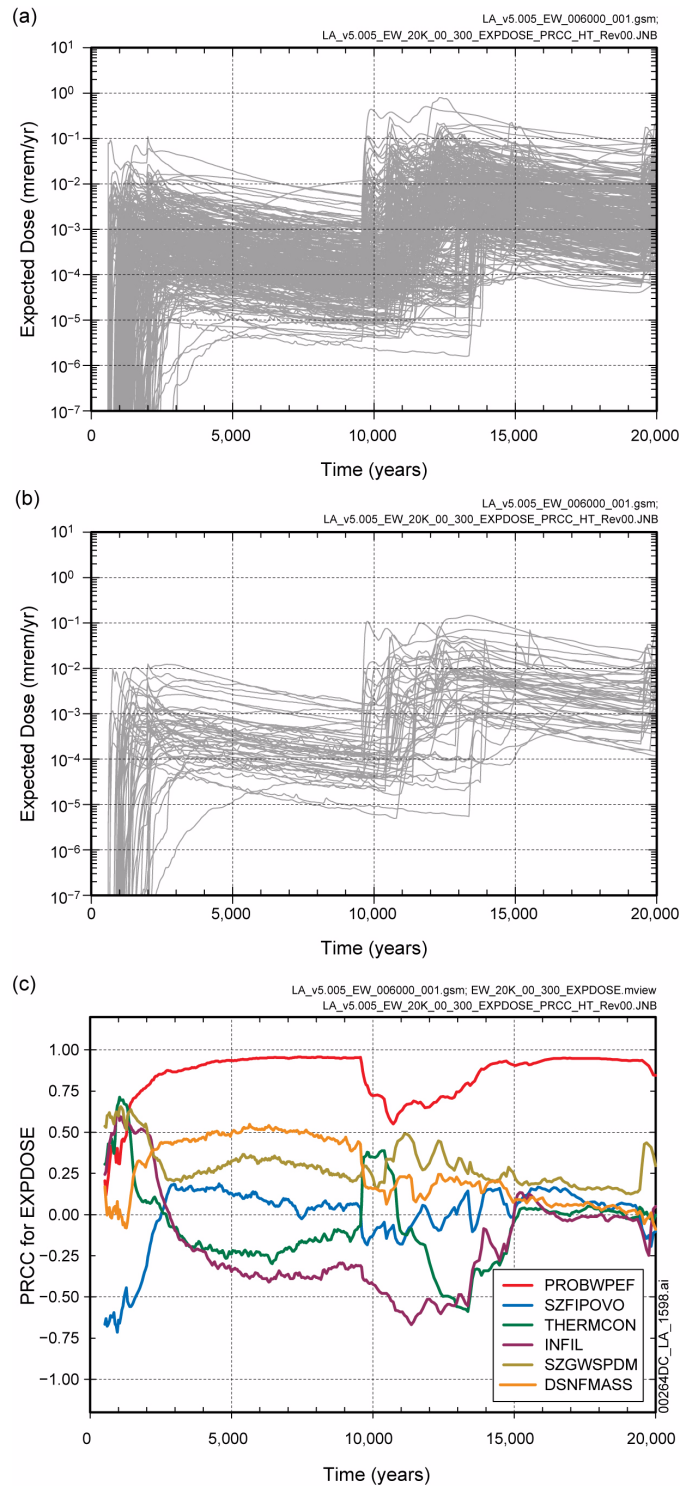 (a)
LA_v5.005_EW_006000_001.gsm;
LA_v5.005_EW_20K_00_300_EXPDOSE_PRCC_HT_Rev00.JNB
Expected Dose (mrem/yr)
10¹
10⁰
10⁻¹
10⁻²
10⁻³
10⁻⁴
10⁻⁵
10⁻⁶
10⁻⁷
0 5,000 10,000 15,000 20,000
Time (years)
(b)
LA_v5.005_EW_006000_001.gsm;
LA_v5.005_EW_20K_00_300_EXPDOSE_PRCC_HT_Rev00.JNB
Expected Dose (mrem/yr)
10¹
10⁰
10⁻¹
10⁻²
10⁻³
10⁻⁴
10⁻⁵
10⁻⁶
10⁻⁷
0 5,000 10,000 15,000 20,000
Time (years)
(c)
LA_v5.005_EW_006000_001.gsm; EW_20K_00_300_EXPDOSE.mview
LA_v5.005_EW_20K_00_300_EXPDOSE_PRCC_HT_Rev00.JNB
PRCC for EXPDOSE
1.00
0.75
0.50
0.25
0.00
−0.25
−0.50
−0.75
−1.00
PROBWPEF
SZFIPOVO
THERMCON
INFIL
SZGWSPDM
DSNFMASS
00264DC_LA_1598.ai
0 5,000 10,000 15,000 20,000
Time (years)